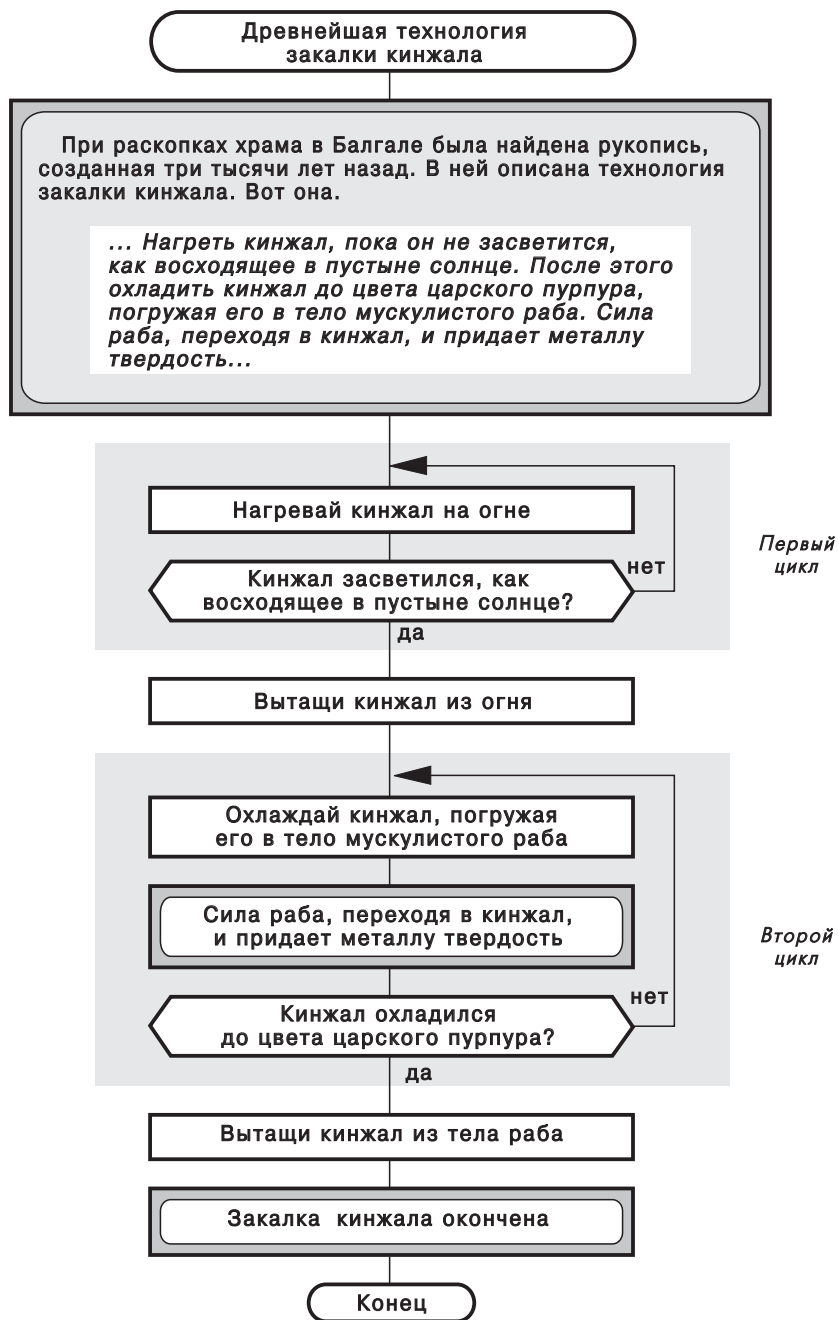 Древнейшая технология
закалки кинжала
При раскопках храма в Балгале была найдена рукопись,
созданная три тысячи лет назад. В ней описана технология
закалки кинжала. Вот она.
... Нагреть кинжал, пока он не засветится,
как восходящее в пустыне солнце. После этого
охладить кинжал до цвета царского пурпура,
погружая его в тело мускулистого раба. Сила
раба, переходя в кинжал, и придает металлу
твердость...
Нагревай кинжал на огне
Первый
цикл
Кинжал засветился, как
восходящее в пустыне солнце?
нет
да
Вытащи кинжал из огня
Охлаждай кинжал, погружая
его в тело мускулистого раба
Сила раба, переходя в кинжал,
и придает металлу твердость
Второй
цикл
Кинжал охладился
до цвета царского пурпура?
нет
да
Вытащи кинжал из тела раба
Закалка кинжала окончена
Конец